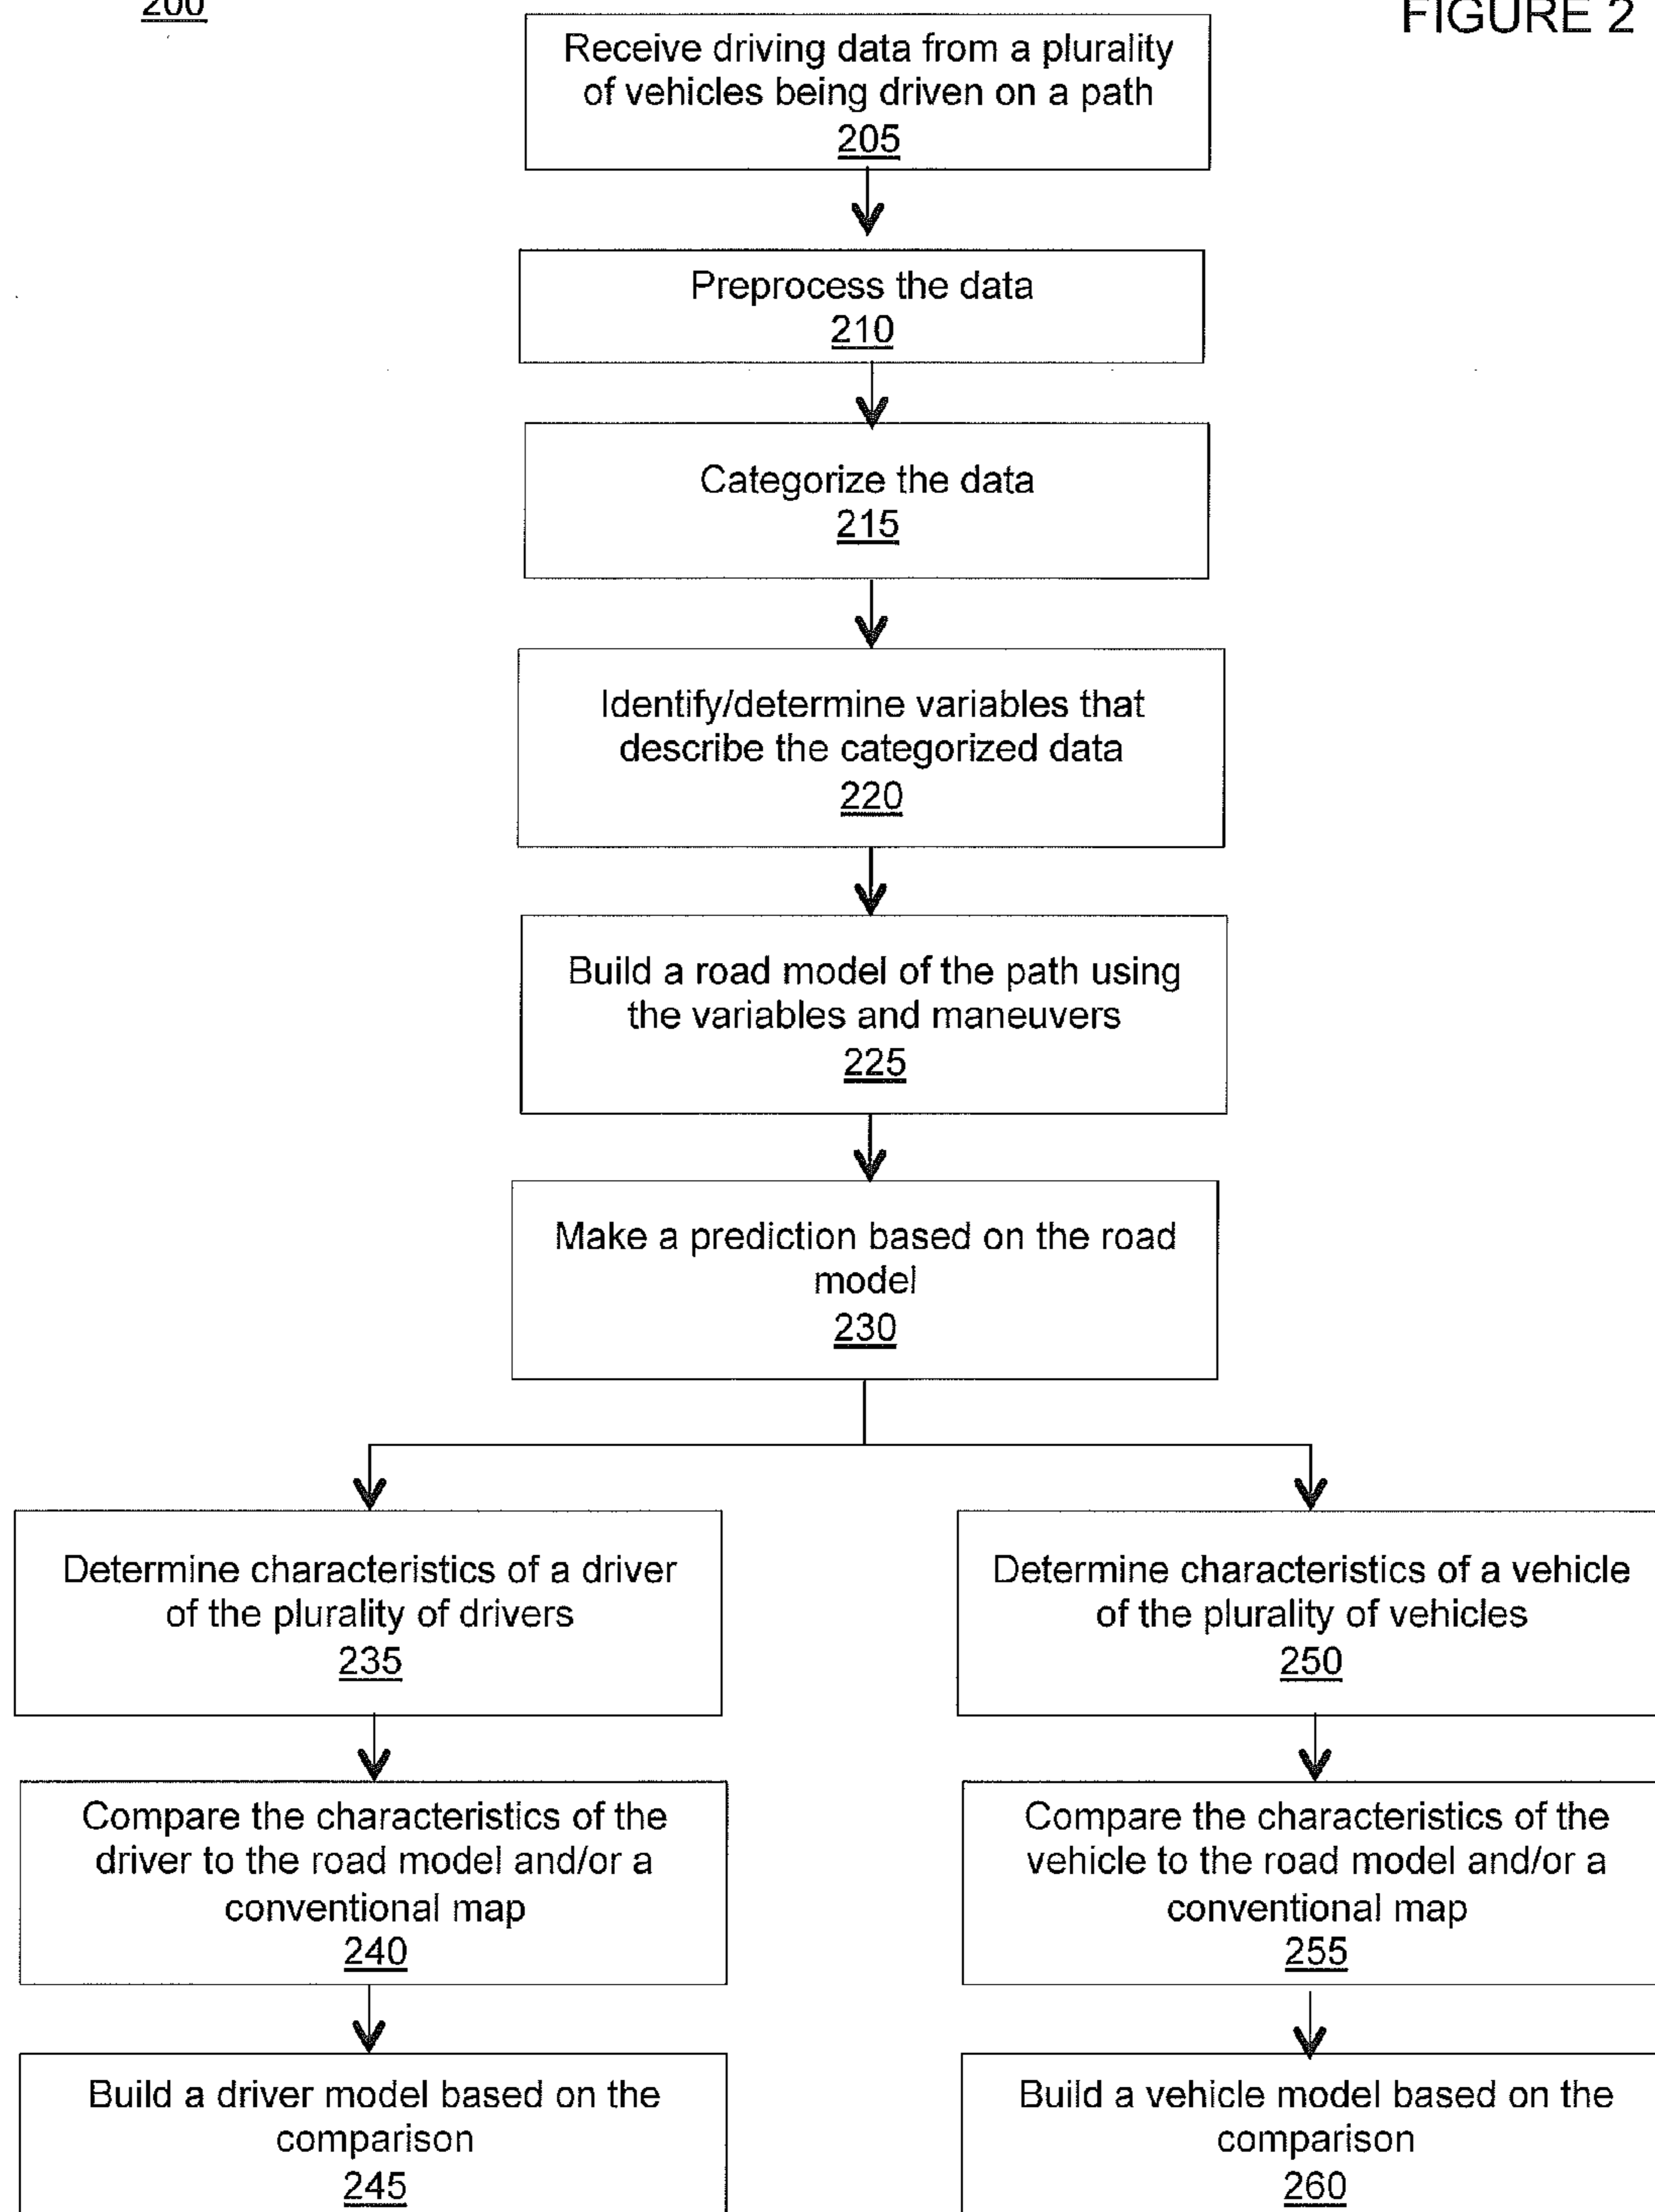 200
FIGURE 2
Receive driving data from a plurality
of vehicles being driven on a path
205
Preprocess the data
210
Categorize the data
215
Identify/determine variables that
describe the categorized data
220
Build a road model of the path using
the variables and maneuvers
225
Make a prediction based on the road
model
230
Determine characteristics of a driver
of the plurality of drivers
235
Compare the characteristics of the
driver to the road model and/or a
conventional map
240
Build a driver model based on the
comparison
245
Determine characteristics of a vehicle
of the plurality of vehicles
250
Compare the characteristics of the
vehicle to the road model and/or a
conventional map
255
Build a vehicle model based on the
comparison
260